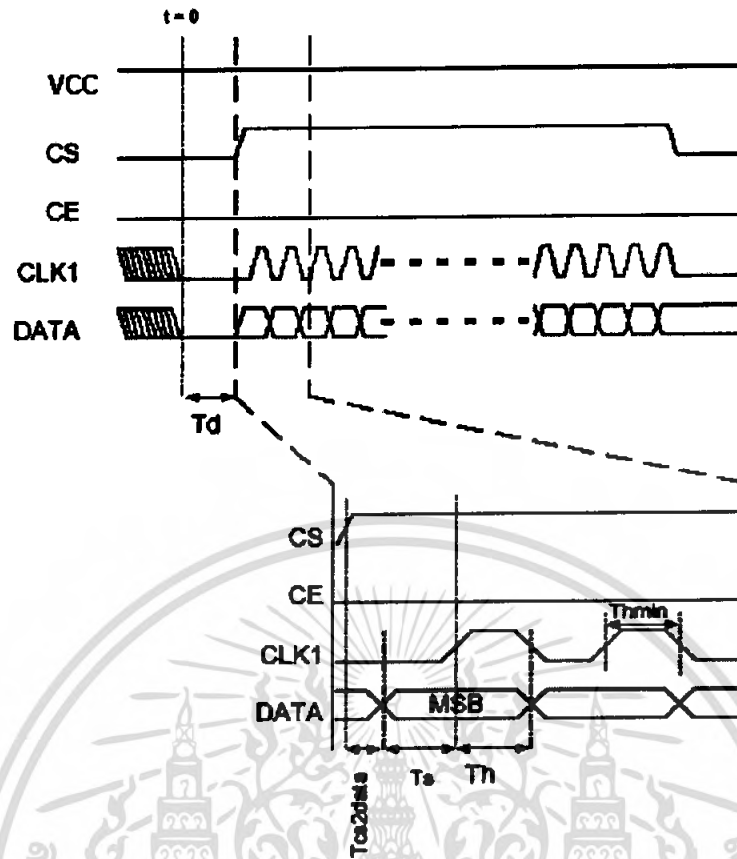 t = 0
VCC
CS
CE
CLK1
DATA
Td
CS
CE
Thmin
CLK1
DATA
MSB
Ts
Th
Tcs2data